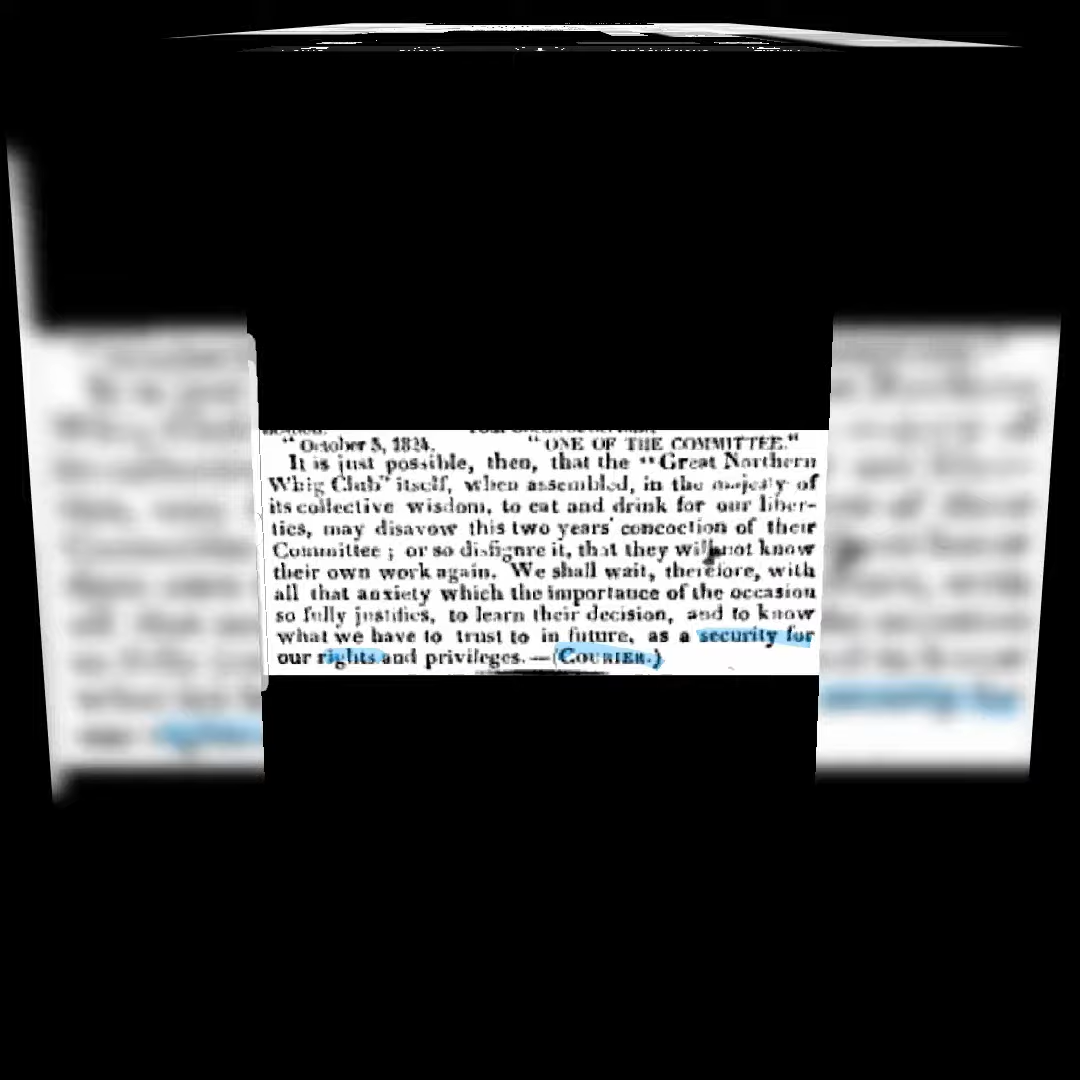 "October 5, 1824. "ONE OF THE COMMITTEE."
It is just possible, then, that the "Great Northern
Whig Club" itself, when assembled, in the majesty of
its collective wisdom, to eat and drink for our liber-
ties, may disavow this two years' concoction of their
Committee; or so disfigure it, that they will not know
their own work again. We shall wait, therefore, with
all that anxiety which the importance of the occasion
so fully justifies, to learn their decision, and to know
what we have to trust to in future, as a security for
our rights and privileges.—(COURIER.)